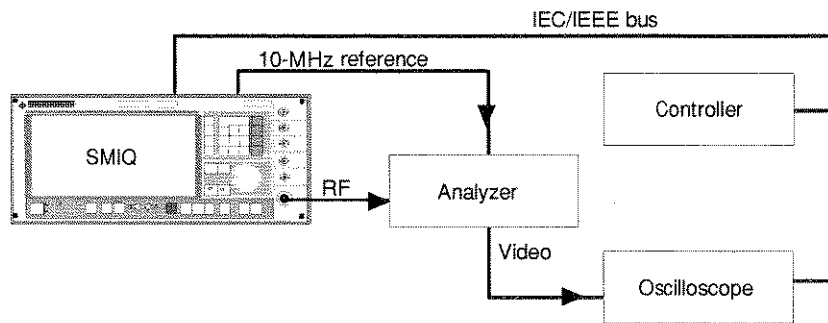 IEC/IEEE bus
10-MHz reference
Controller
SMIQ
RF
Analyzer
Video
Oscilloscope